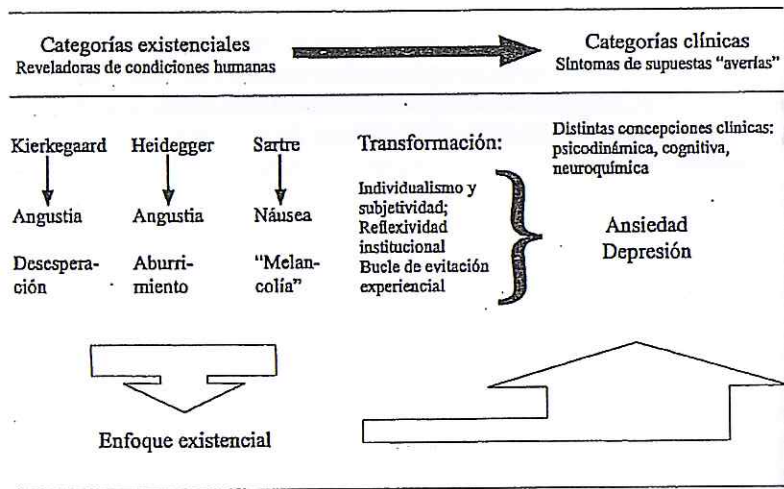 Categorías existenciales
Reveladoras de condiciones humanas
Categorías clínicas
Síntomas de supuestas "averías"
Kierkegaard
Heidegger
Sartre
Angustia
Angustia
Náusea
Desespera-
ción
Aburri-
miento
"Melan-
colía"
Transformación:
Individualismo y
subjetividad;
Reflexividad
institucional
Bucle de evitación
experiencial
Distintas concepciones clínicas:
psicodinámica, cognitiva,
neuroquímica
Ansiedad
Depresión
Enfoque existencial